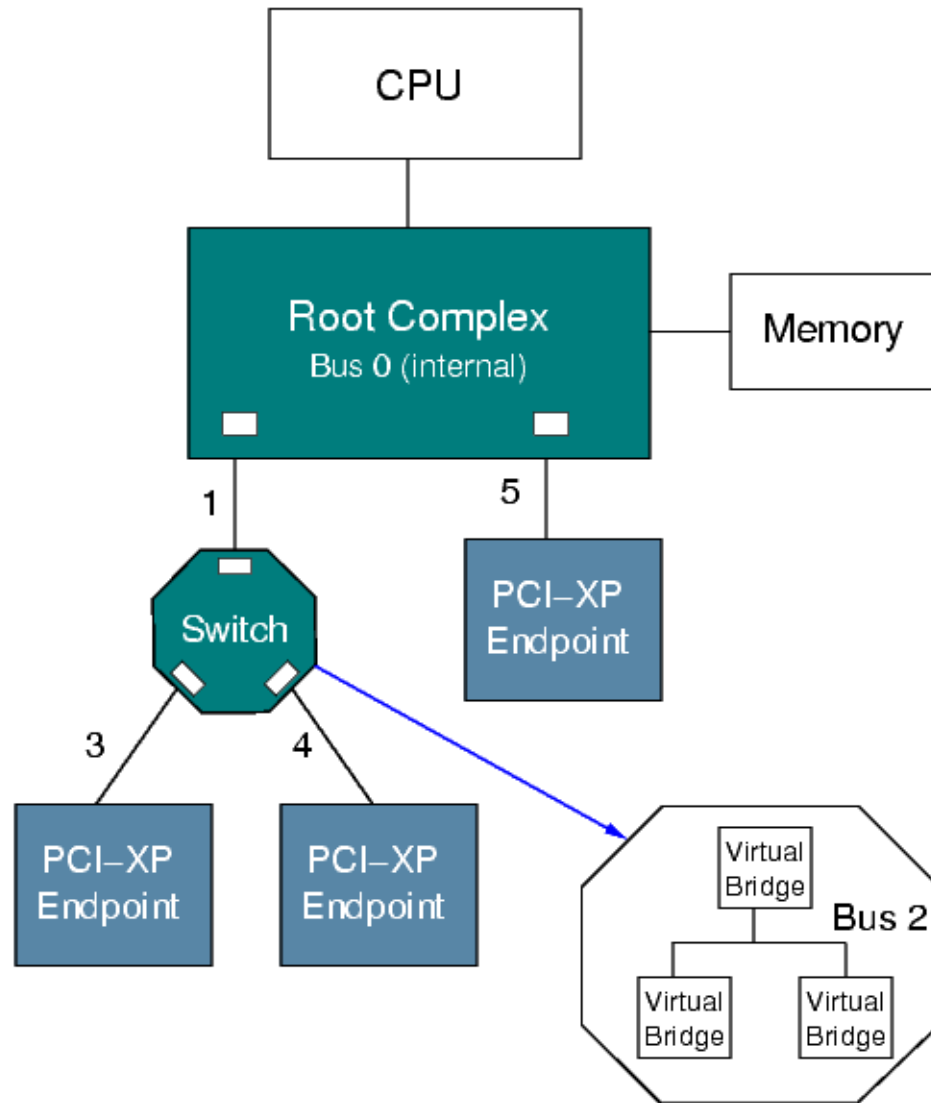 CPU
Root Complex
Bus 0 (internal)
Memory
1
5
Switch
PCI–XP
Endpoint
3
4
PCI–XP
Endpoint
PCI–XP
Endpoint
Virtual
Bridge
Bus 2
Virtual
Bridge
Virtual
Bridge